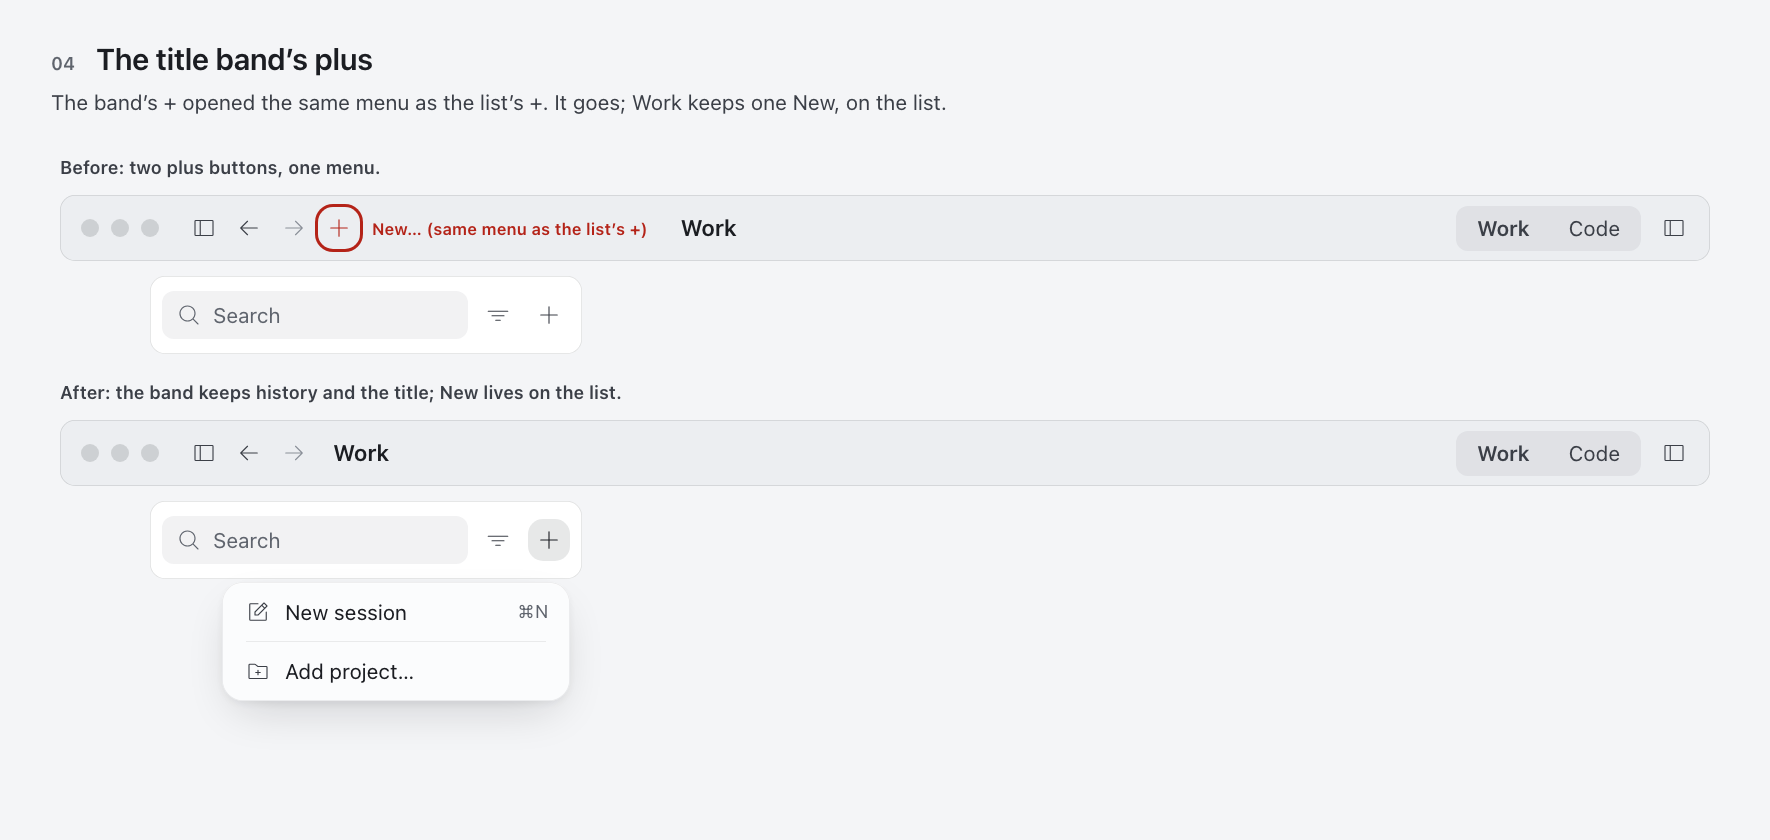 04 The title band’s plus
The band’s + opened the same menu as the list’s +. It goes; Work keeps one New, on the list.
Before: two plus buttons, one menu.
New... (same menu as the list’s +) Work Work Code
Search
After: the band keeps history and the title; New lives on the list.
Work Work Code
Search
New session ⌘N
Add project...